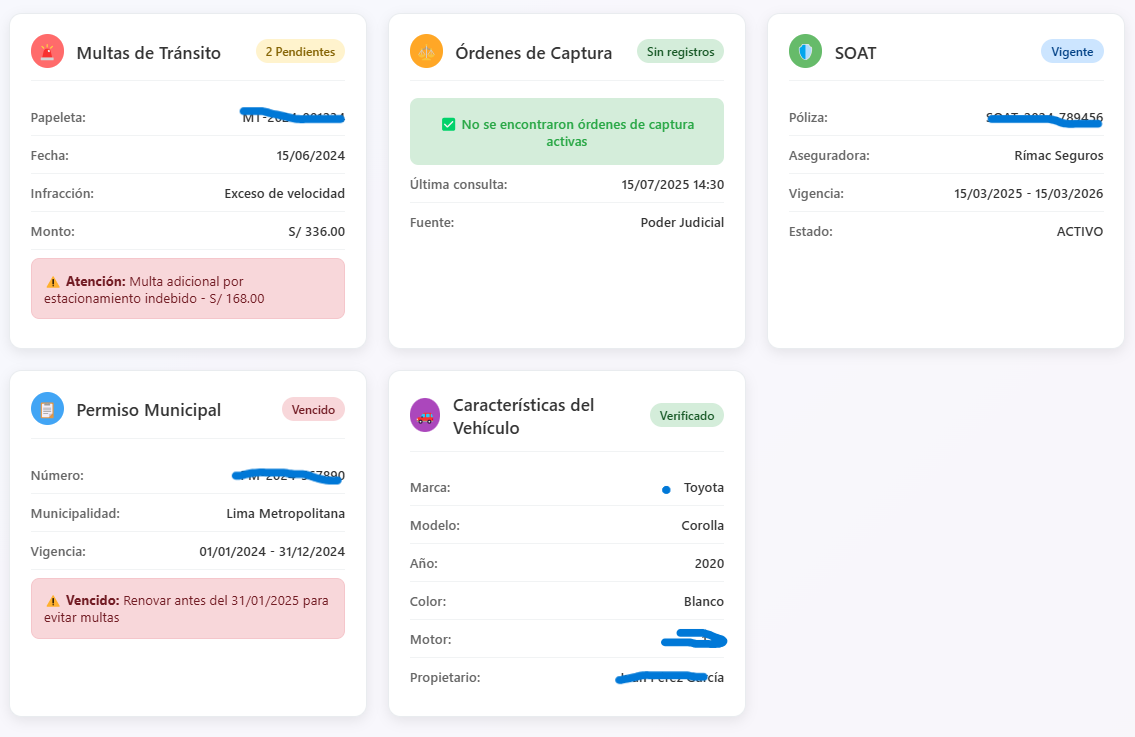 Multas de Tránsito
2 Pendientes
Papeleta:
Fecha: 15/06/2024
Infracción: Exceso de velocidad
Monto: S/ 336.00
⚠️ Atención: Multa adicional por
estacionamiento indebido - S/ 168.00
Órdenes de Captura
Sin registros
✅ No se encontraron órdenes de captura
activas
Última consulta: 15/07/2025 14:30
Fuente: Poder Judicial
SOAT
Vigente
Póliza:
Aseguradora: Rímac Seguros
Vigencia: 15/03/2025 - 15/03/2026
Estado: ACTIVO
Permiso Municipal
Vencido
Número:
Municipalidad: Lima Metropolitana
Vigencia: 01/01/2024 - 31/12/2024
⚠️ Vencido: Renovar antes del 31/01/2025 para
evitar multas
Características del
Vehículo
Verificado
Marca: Toyota
Modelo: Corolla
Año: 2020
Color: Blanco
Motor:
Propietario: